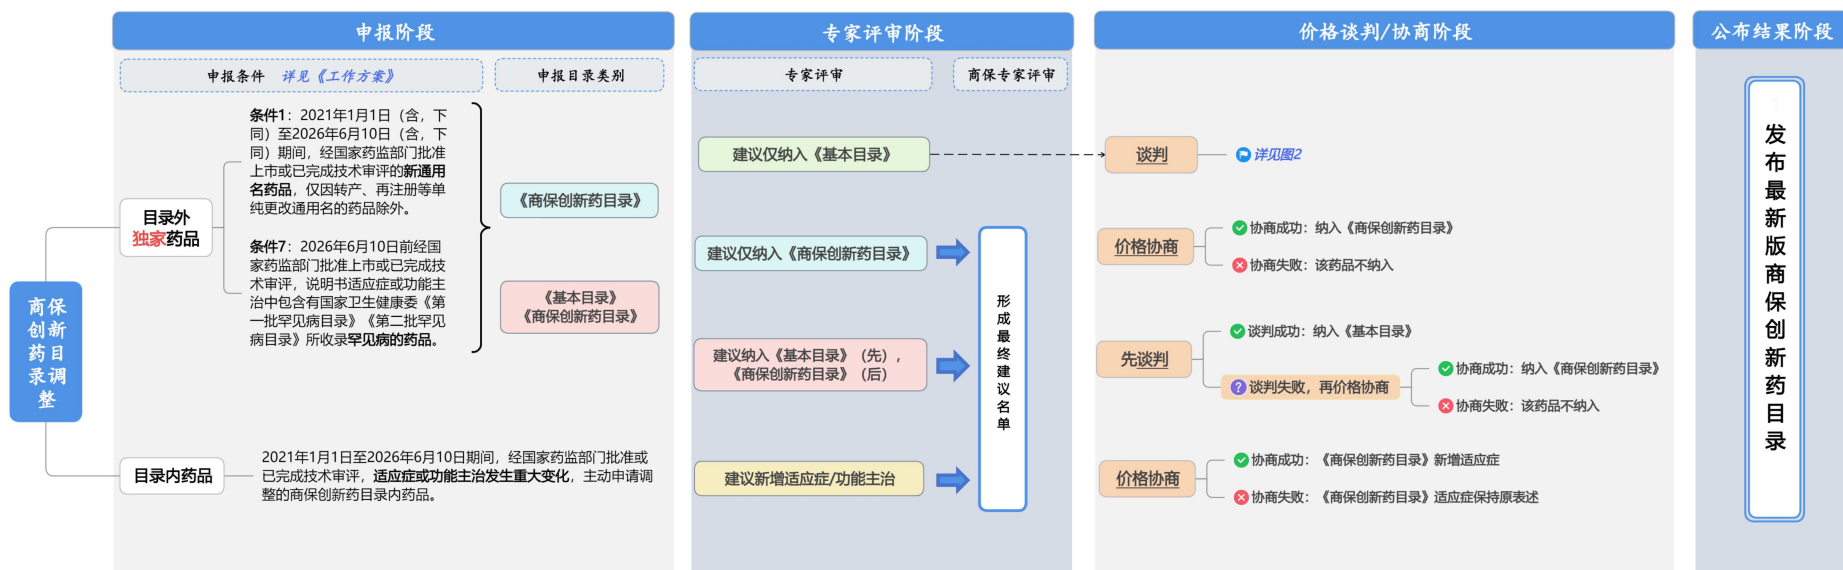 申报阶段
专家评审阶段
价格谈判/协商阶段
公布结果阶段
申报条件 详见《工作方案》
申报目录类别
专家评审
商保专家评审
商保创新药目录调整
目录外
独家药品
条件1：2021年1月1日（含，下
同）至2026年6月10日（含，下
同）期间，经国家药监部门批准
上市或已完成技术审评的新通用
名药品，仅因转产、再注册等单
纯更改通用名的药品除外。
条件7：2026年6月10日前经国
家药监部门批准上市或已完成技
术审评，说明书适应症或功能主
治中包含有国家卫生健康委《第
一批罕见病目录》《第二批罕见
病目录》所收录罕见病的药品。
《商保创新药目录》
《基本目录》
《商保创新药目录》
目录内药品
2021年1月1日至2026年6月10日期间，经国家药监部门批准或
已完成技术审评，适应症或功能主治发生重大变化，主动申请调
整的商保创新药目录内药品。
建议仅纳入《基本目录》
建议仅纳入《商保创新药目录》
建议纳入《基本目录》（先），
《商保创新药目录》（后）
建议新增适应症/功能主治
形成最终建议名单
谈判
详见图2
价格协商
协商成功：纳入《商保创新药目录》
协商失败：该药品不纳入
先谈判
谈判成功：纳入《基本目录》
谈判失败，再价格协商
协商成功：纳入《商保创新药目录》
协商失败：该药品不纳入
价格协商
协商成功：《商保创新药目录》新增适应症
协商失败：《商保创新药目录》适应症保持原表述
发布最新版商保创新药目录